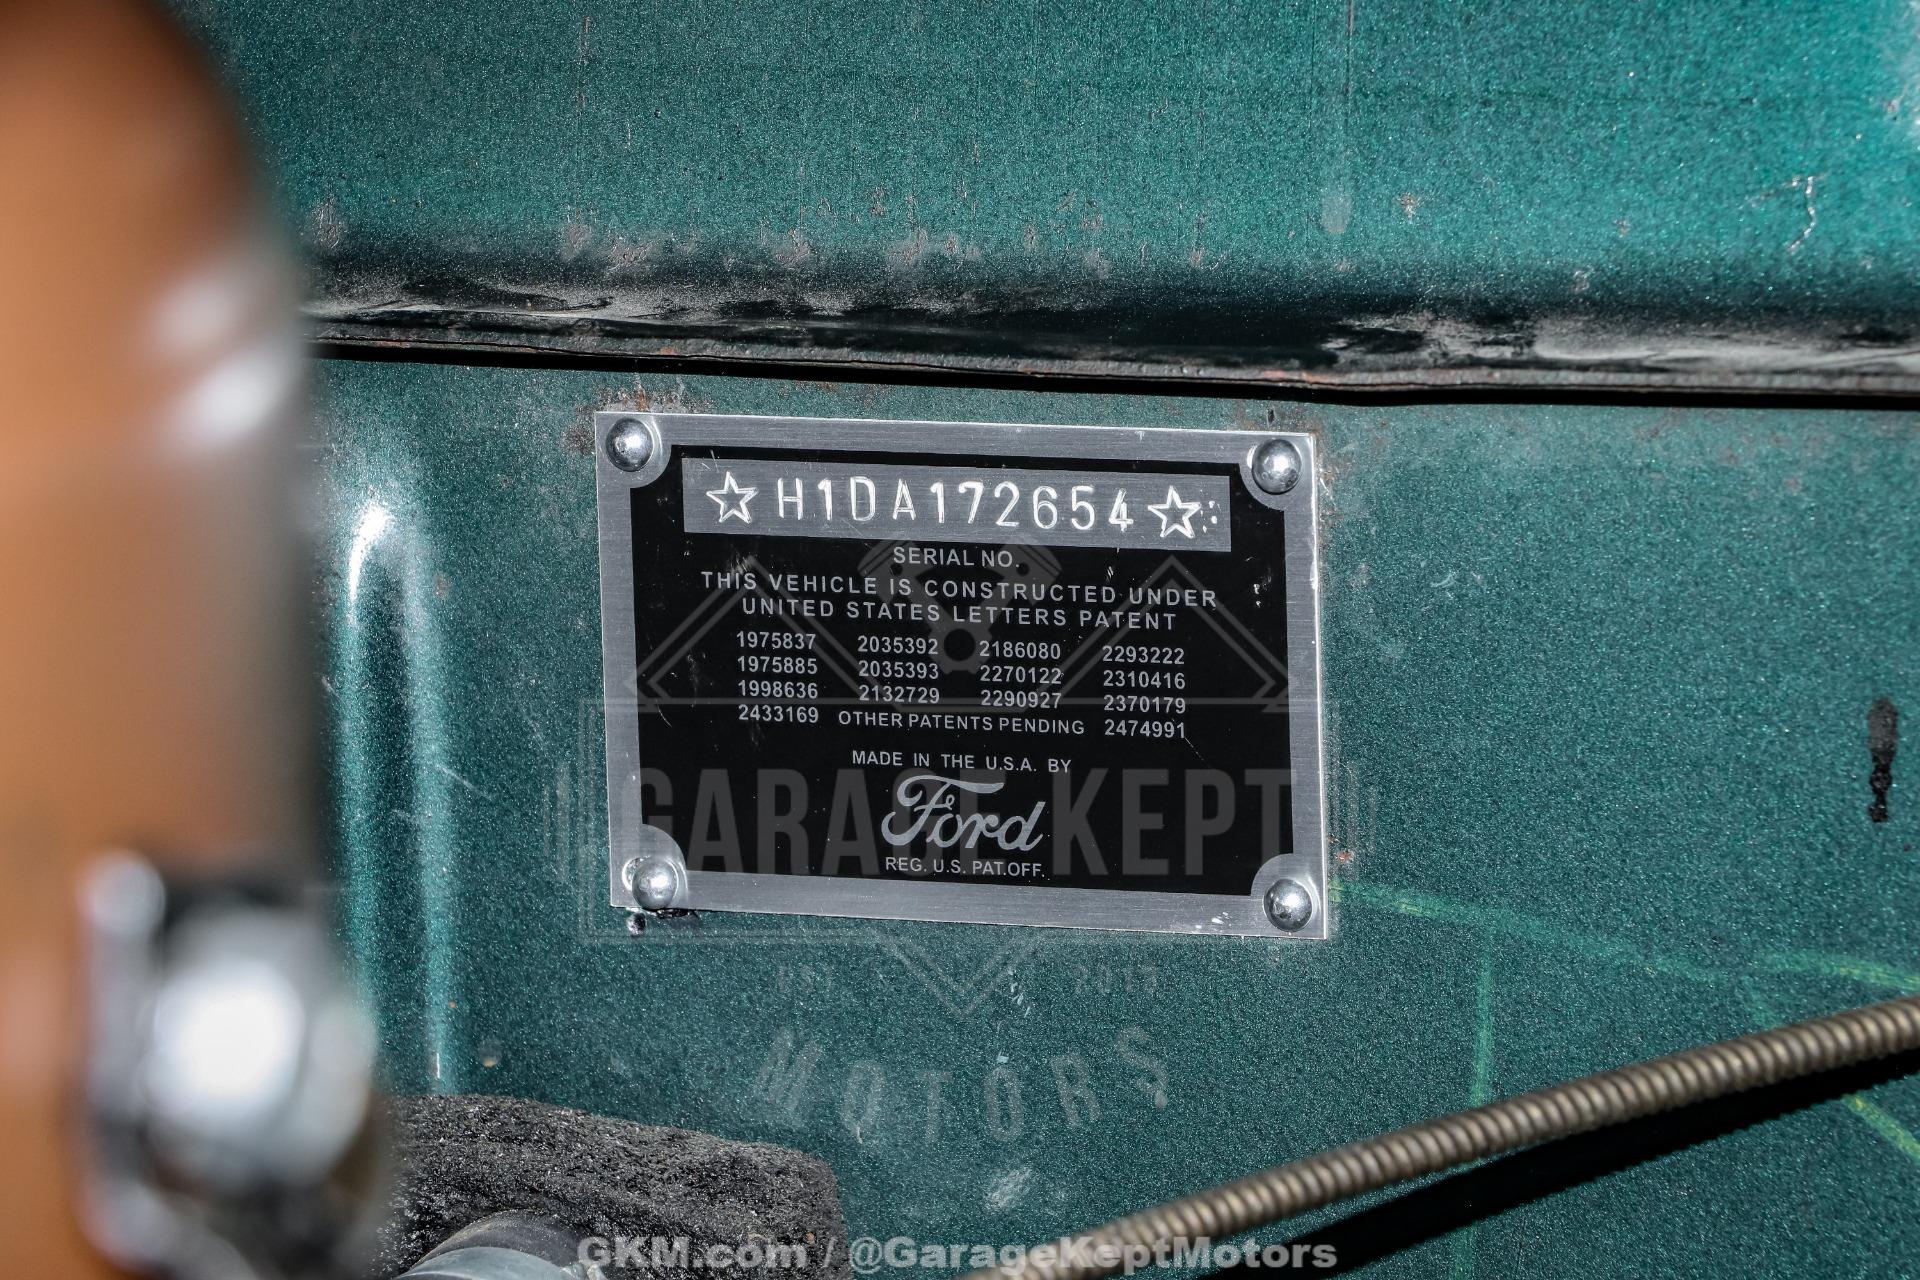 ☆H1DA172654☆
SERIAL NO.
THIS VEHICLE IS CONSTRUCTED UNDER
UNITED STATES LETTERS PATENT
1975837 2035392 2186080 2293222
1975885 2035393 2270122 2310416
1998636 2132729 2290927 2370179
2433169 OTHER PATENTS PENDING 2474991
MADE IN THE U.S.A. BY
Ford
REG. U.S. PAT.OFF.
GARAGE KEPT
EST 2013
MOTORS
GKM.com / @GarageKeptMotors